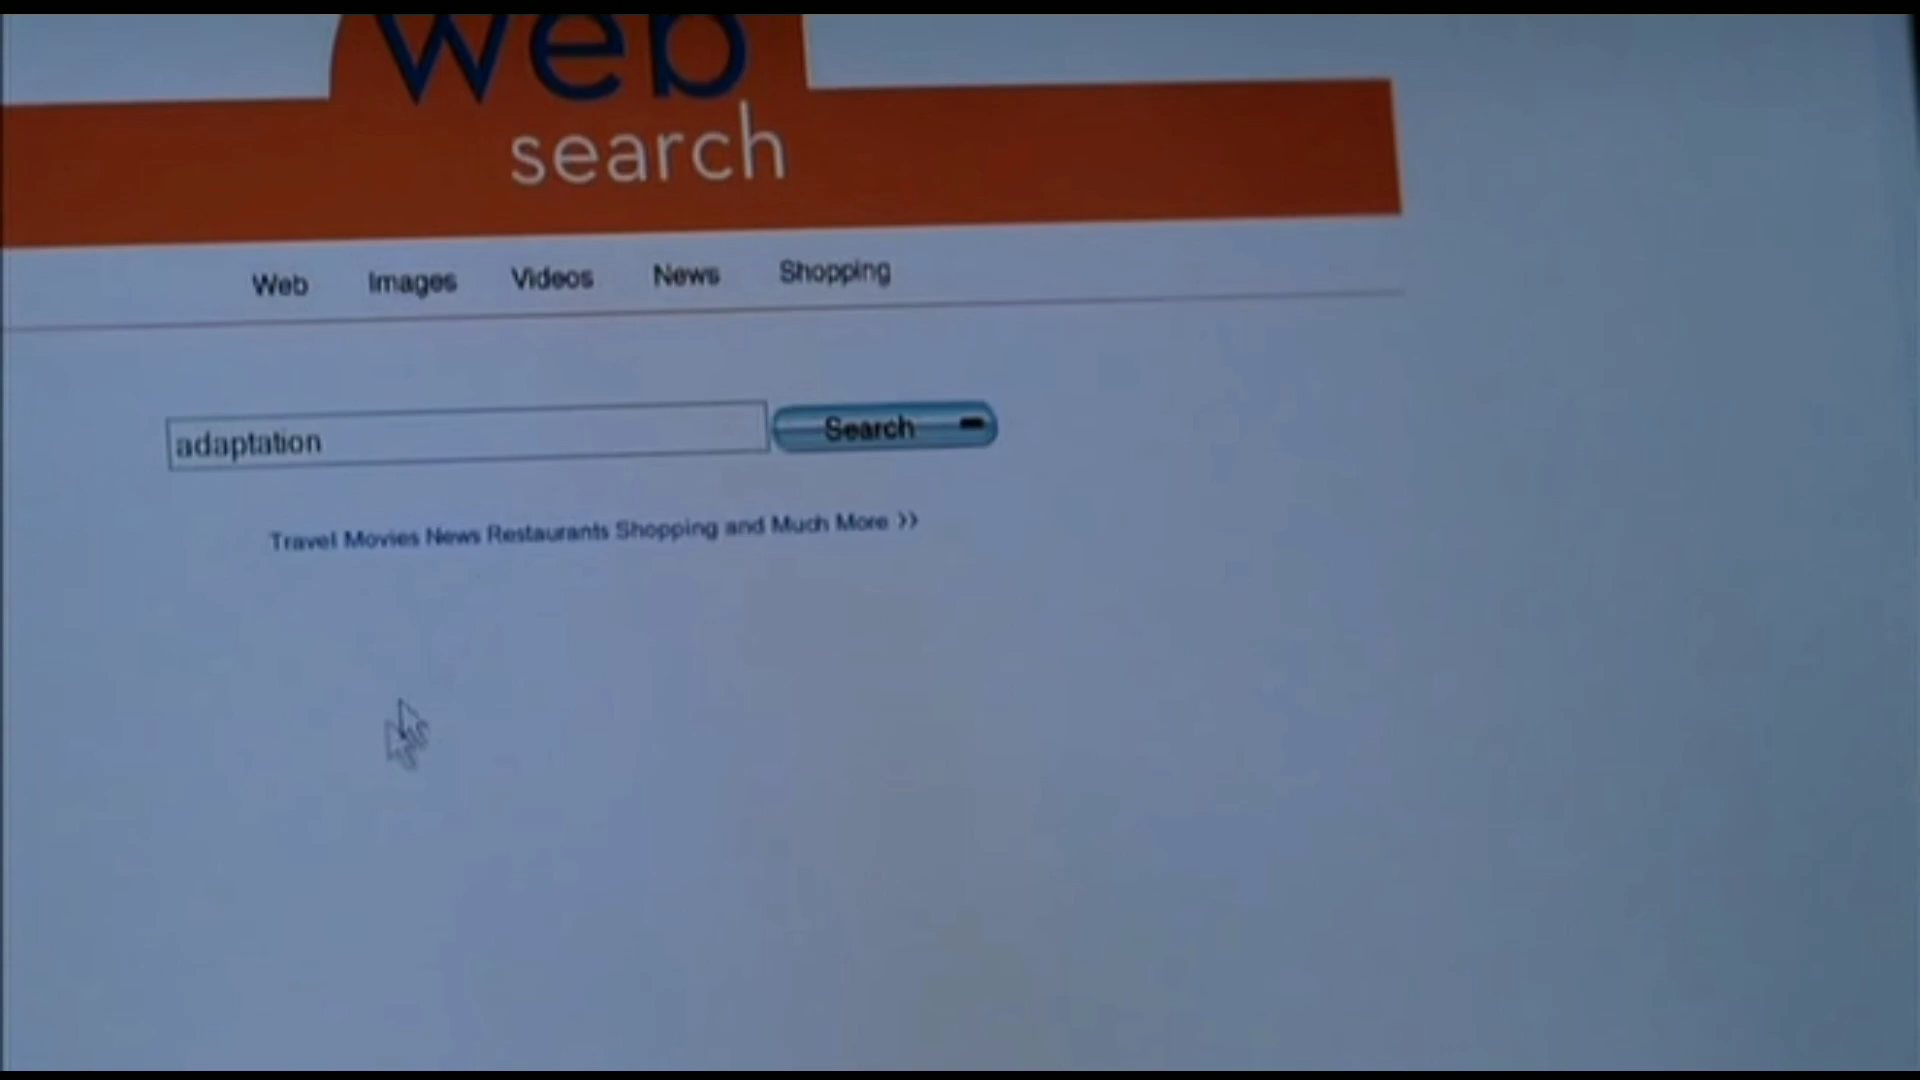 web
search
Web Images Videos News Shopping
adaptation
Search
Travel Movies News Restaurants Shopping and Much More >>